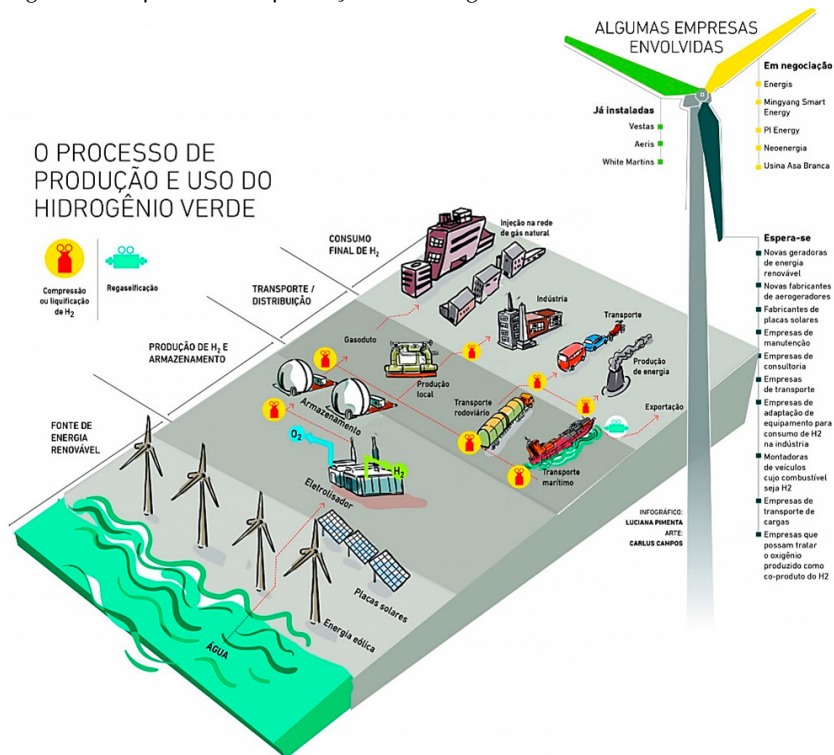 ALGUMAS EMPRESAS
ENVOLVIDAS
Já instaladas
Vestas
Aeris
White Martins
Em negociação
Energis
Mingyang Smart
Energy
PI Energy
Neoenergia
Usina Asa Branca
Espera-se
Novas geradoras
de energia
renovável
Novas fabricantes
de aerogeradores
Fabricantes de
placas solares
Empresas de
manutenção
Empresas de
consultoria
Empresas
de transporte
Empresas de
adaptação de
equipamento para
consumo de H2
na indústria
Montadoras
de veículos
cujo combustível
seja H2
Empresas de
transporte de
cargas
Empresas que
possam tratar
o oxigênio
produzido como
co-produto do H2
O PROCESSO DE
PRODUÇÃO E USO DO
HIDROGÊNIO VERDE
Compressão
ou liquificação
de H₂
Regaseificação
CONSUMO
FINAL DE H₂
TRANSPORTE /
DISTRIBUIÇÃO
PRODUÇÃO DE H₂ E
ARMAZENAMENTO
FONTE DE
ENERGIA
RENOVÁVEL
Injeção na rede
de gás natural
Indústria
Transporte
Produção
de energia
Exportação
Gasoduto
Produção
local
Transporte
rodoviário
Transporte
marítimo
Armazenamento
O₂
H₂
Eletrolisador
Placas solares
Energia eólica
ÁGUA
INFOGRÁFICO:
LUCIANA PIMENTA
ARTE:
CARLUS CAMPOS